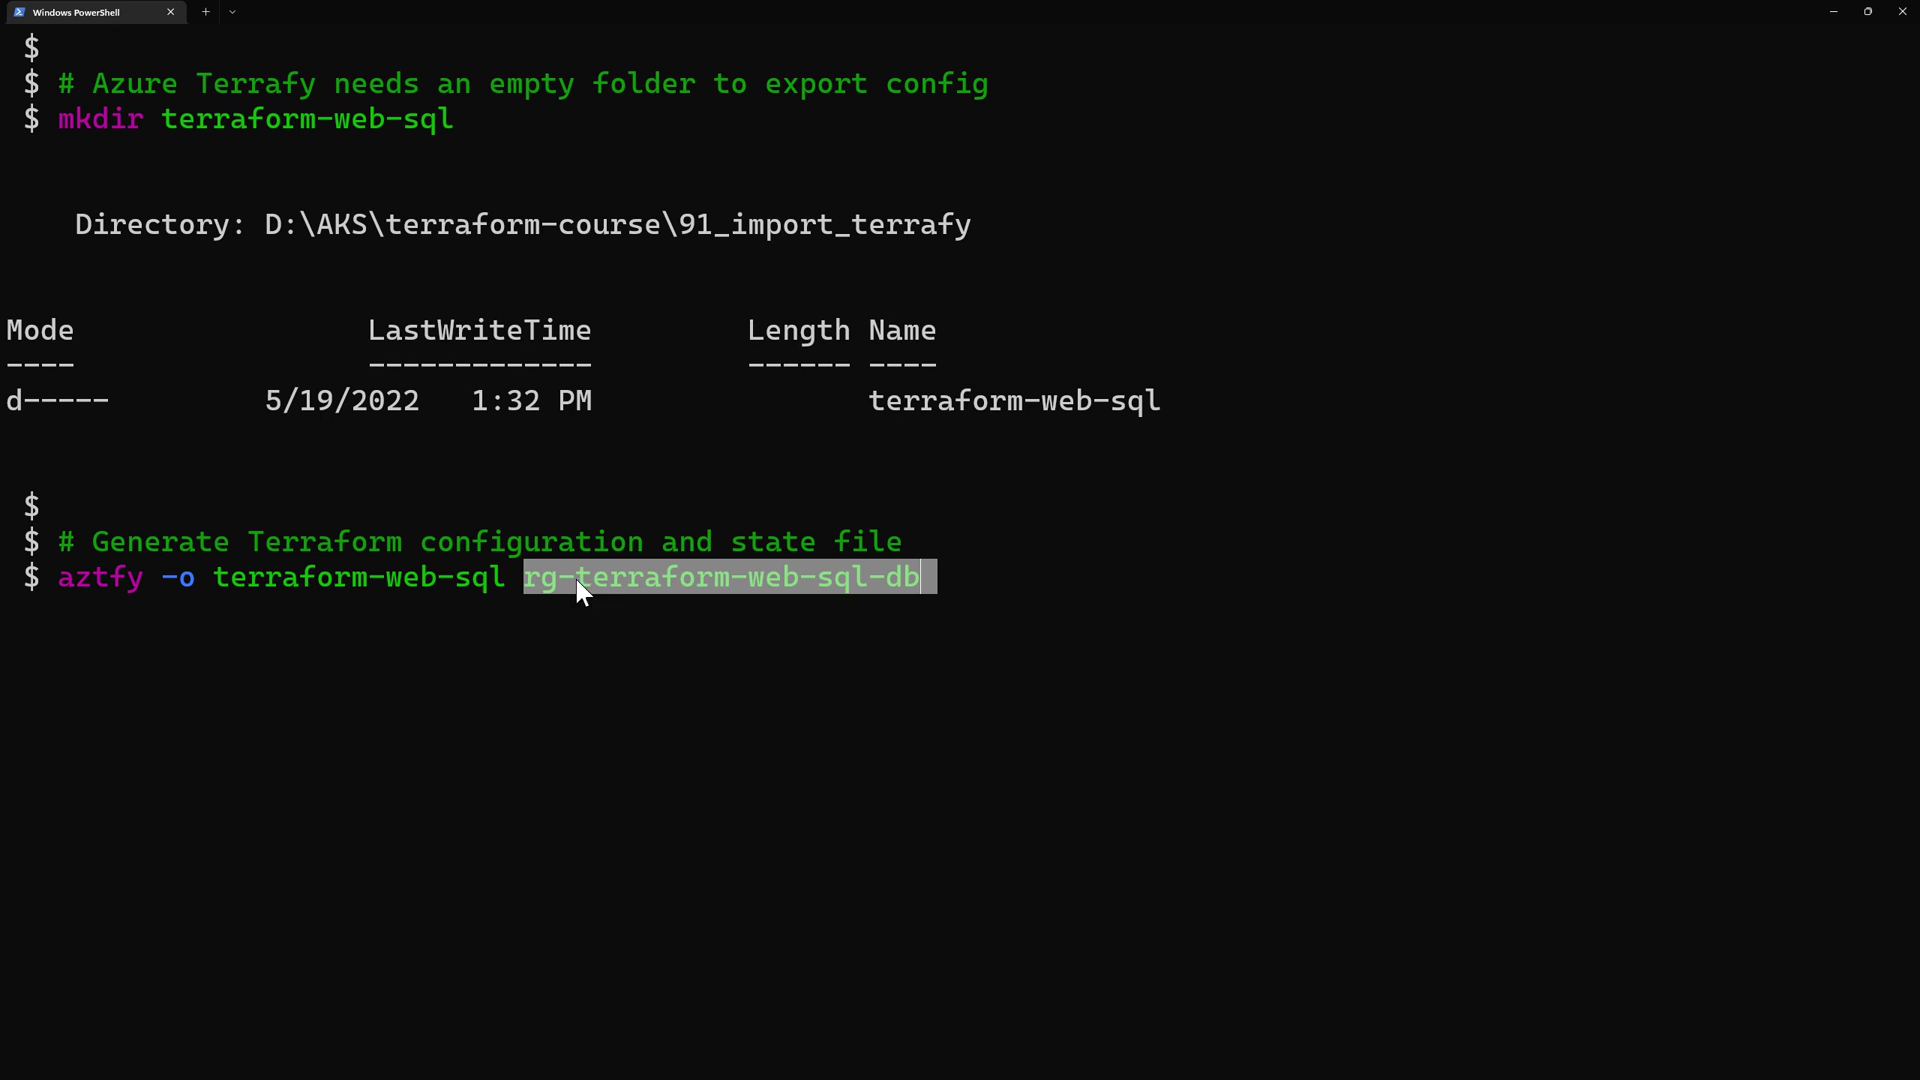 Windows PowerShell
$
$ # Azure Terrafy needs an empty folder to export config
$ mkdir terraform-web-sql
Directory: D:\AKS\terraform-course\91_import_terrafy
Mode LastWriteTime Length Name
---- ------------- ------ ----
d----- 5/19/2022 1:32 PM terraform-web-sql
$
$ # Generate Terraform configuration and state file
$ aztfy -o terraform-web-sql rg-terraform-web-sql-db